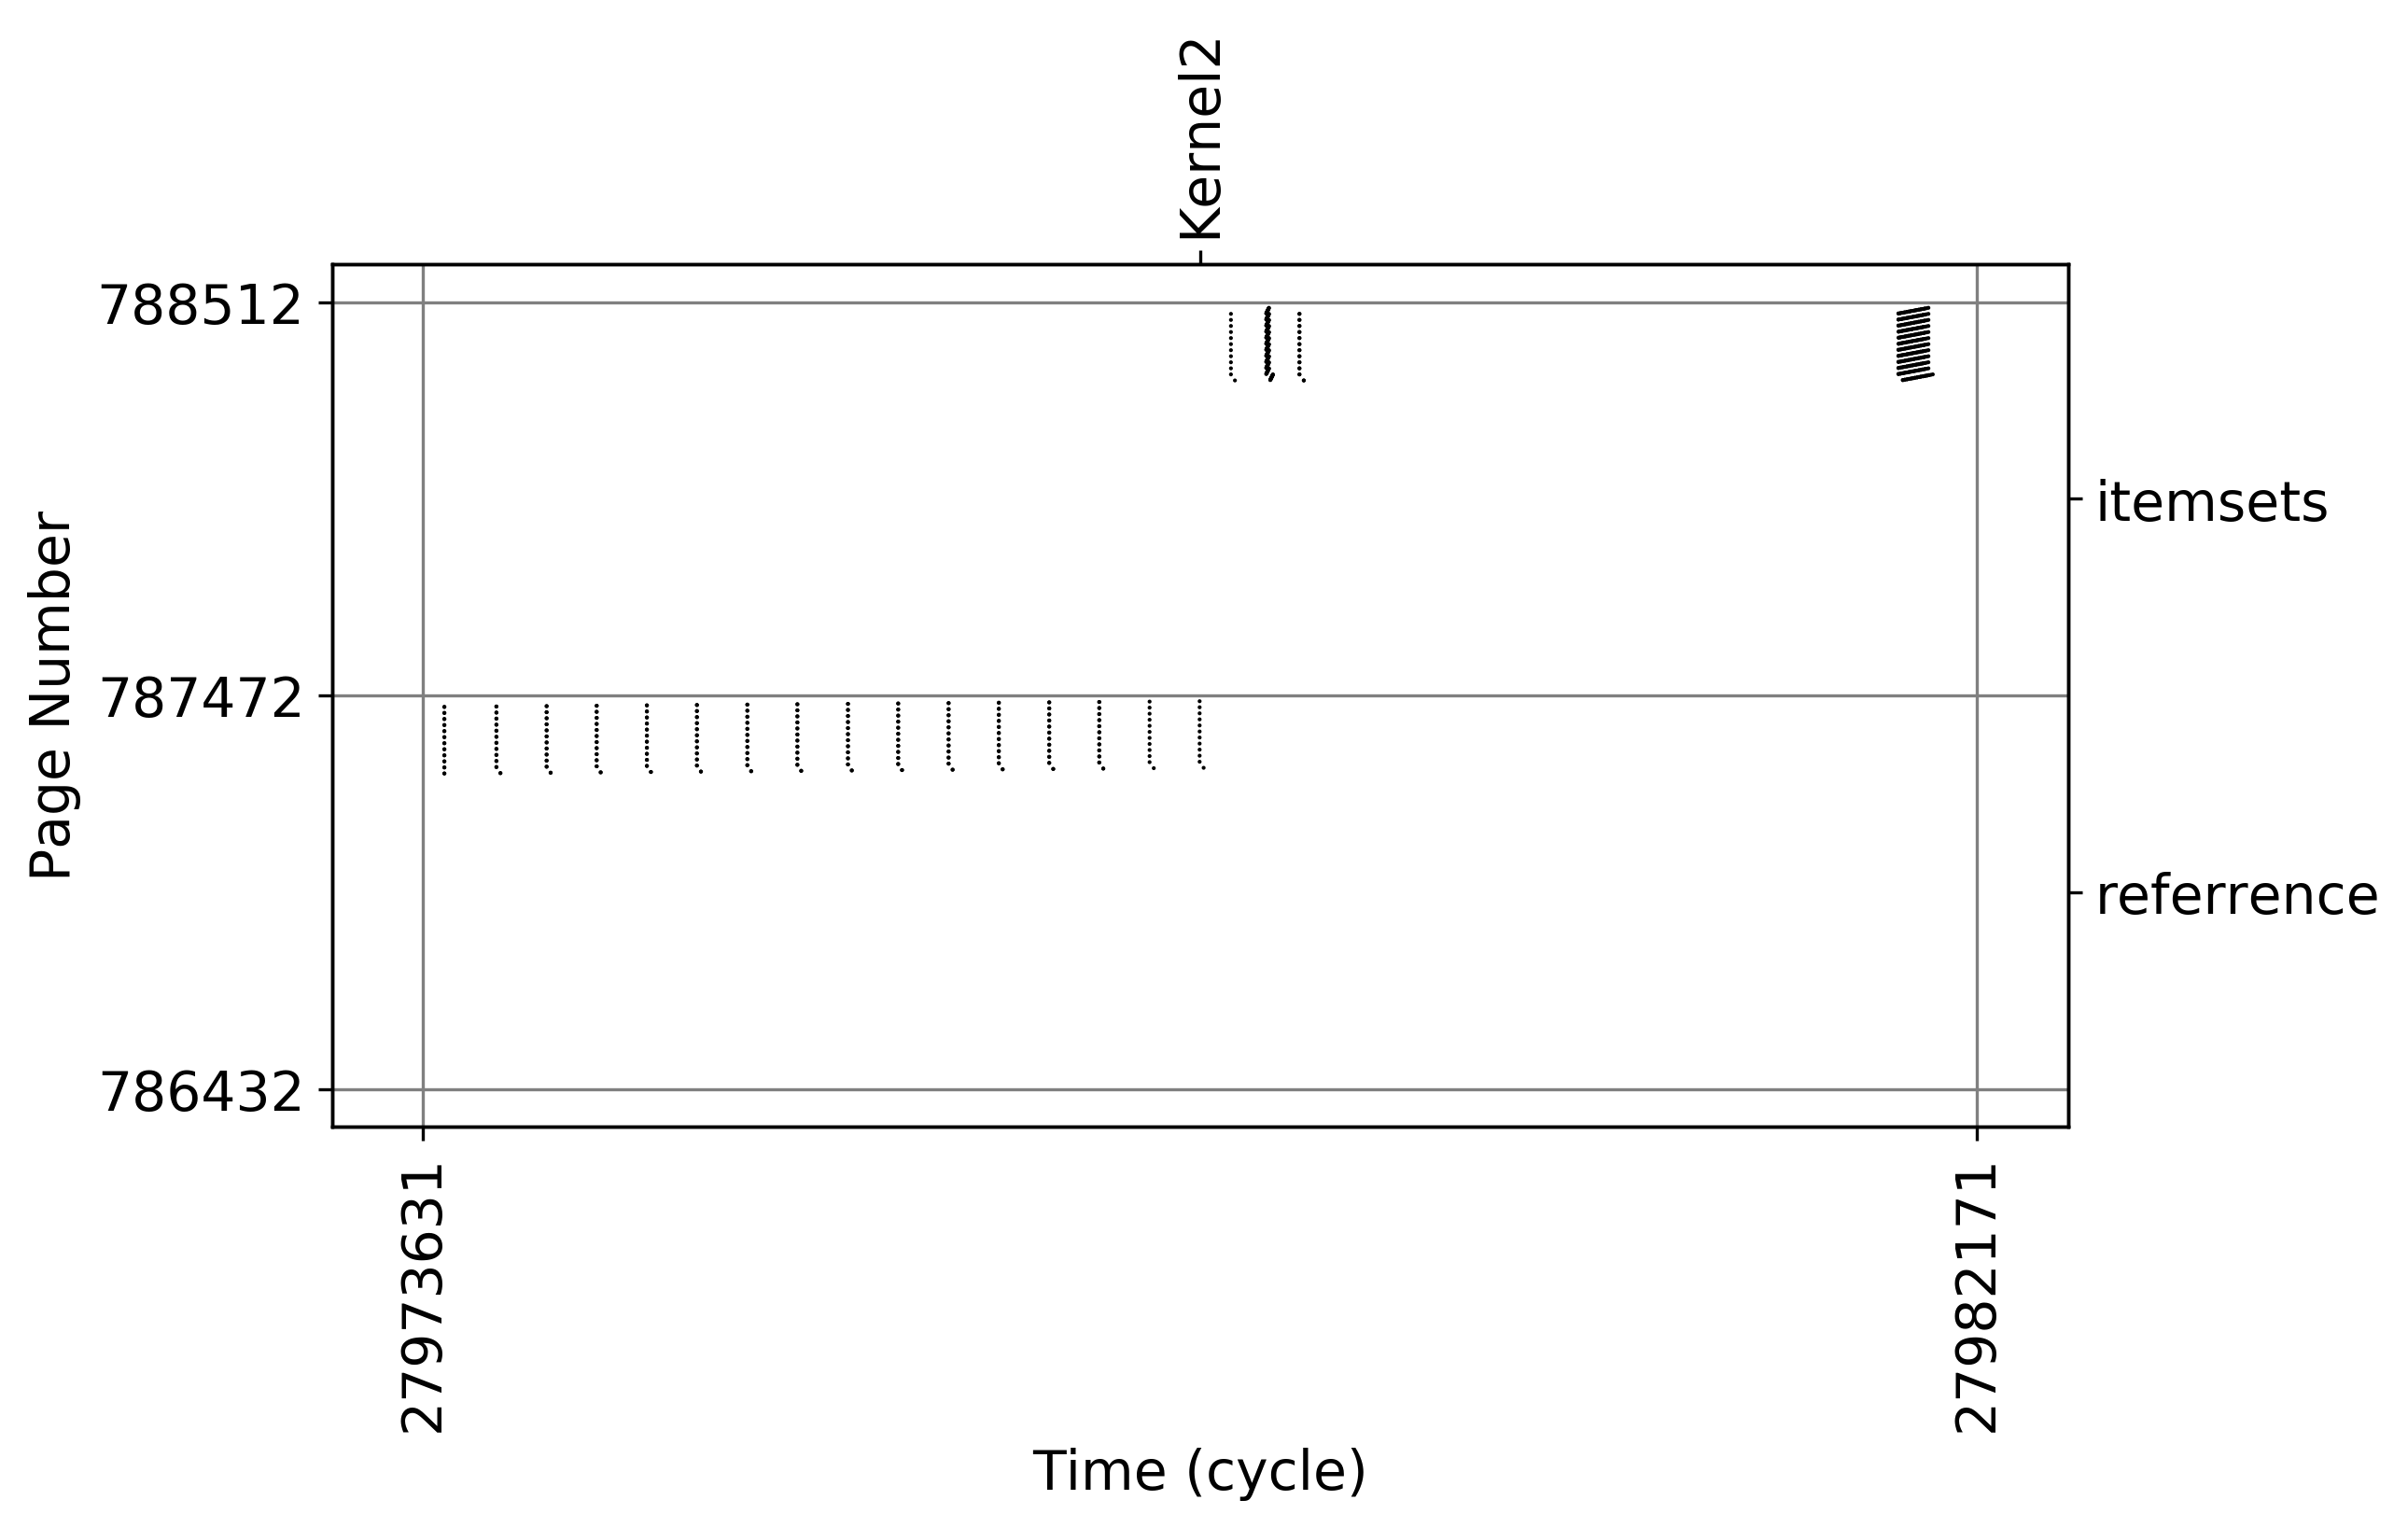 Kernel2
788512
itemsets
Page Number
787472
referrence
786432
27973631
27982171
Time (cycle)